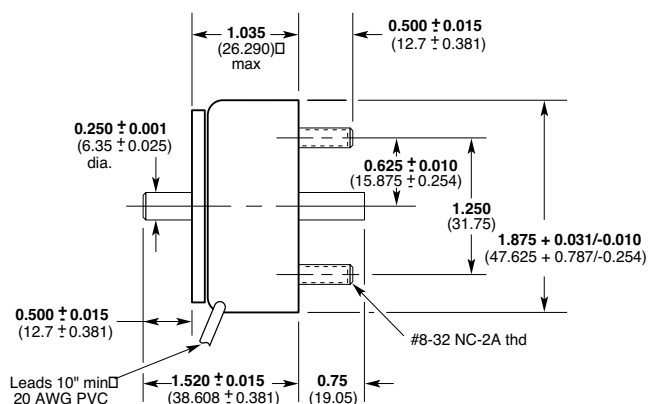 1.035
(26.290)□
max
0.500 ± 0.015
(12.7 ± 0.381)
0.250 ± 0.001
(6.35 ± 0.025)
dia.
0.625 ± 0.010
(15.875 ± 0.254)
1.250
(31.75)
1.875 + 0.031/-0.010
(47.625 + 0.787/-0.254)
0.500 ± 0.015
(12.7 ± 0.381)
#8-32 NC-2A thd
Leads 10" min□
20 AWG PVC
1.520 ± 0.015
(38.608 ± 0.381)
0.75
(19.05)